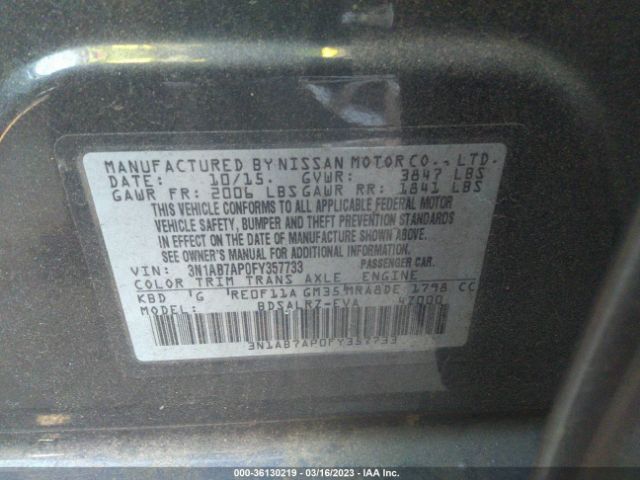 MANUFACTURED BY NISSAN MOTOR CO., LTD.
DATE: 10/15. GVWR: 3847 LBS
GAWR FR: 2006 LBS GAWR RR: 1841 LBS
THIS VEHICLE CONFORMS TO ALL APPLICABLE FEDERAL MOTOR
VEHICLE SAFETY, BUMPER AND THEFT PREVENTION STANDARDS
IN EFFECT ON THE DATE OF MANUFACTURE SHOWN ABOVE.
SEE OWNER'S MANUAL FOR ADDITIONAL INFORMATION.
VIN: 3N1AB7AP0FY357733 PASSENGER CAR.
COLOR TRIM TRANS AXLE ENGINE
KBD 'G 'RE0F11A GM35 MRA8DE 1798 CC
MODEL: BDSALRZ-EVA 47000
3N1AB7AP0FY357733
000-36130219 - 03/16/2023 - IAA Inc.